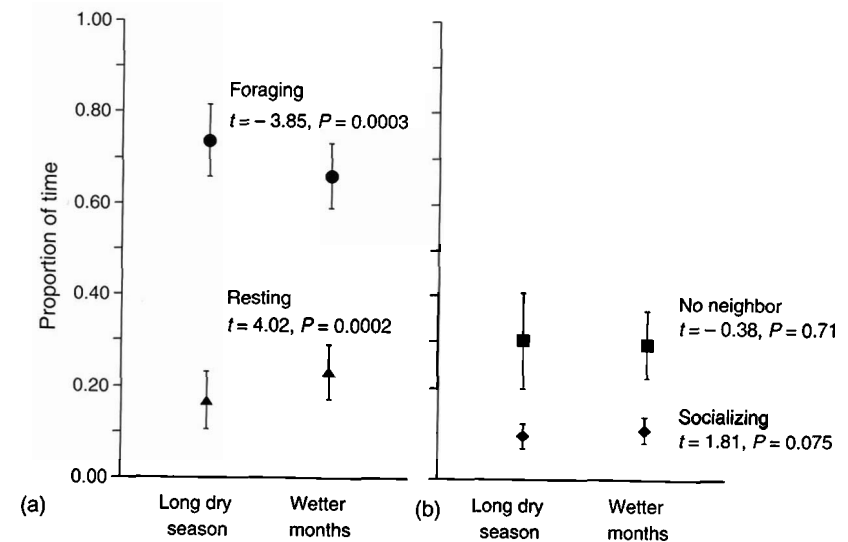 1.00
0.80
0.60
0.40
0.20
0.00
Proportion of time
Foraging
t = – 3.85, P = 0.0003
Resting
t = 4.02, P = 0.0002
(a)
Long dry
season
Wetter
months
No neighbor
t = – 0.38, P = 0.71
Socializing
t = 1.81, P = 0.075
(b)
Long dry
season
Wetter
months